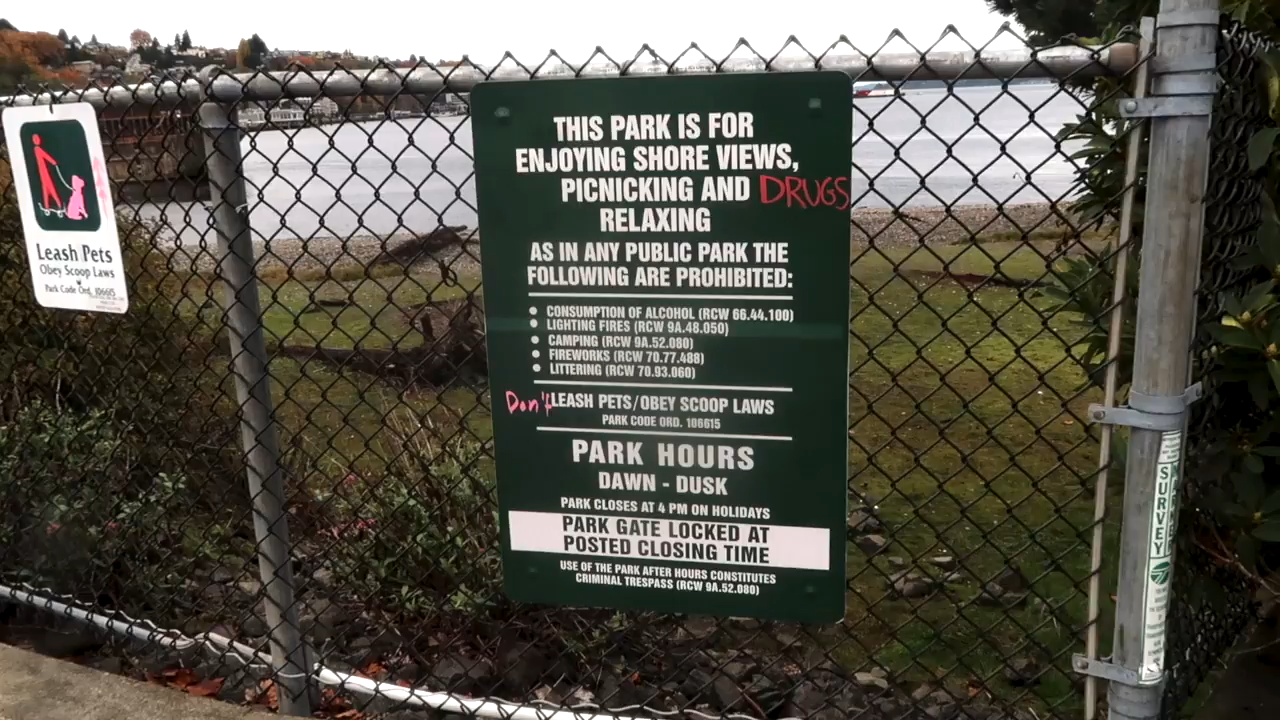 Leash Pets
Obey Scoop Laws
Park Code Ord. 106615
THIS PARK IS FOR
ENJOYING SHORE VIEWS,
PICNICKING AND DRUGS
RELAXING
AS IN ANY PUBLIC PARK THE
FOLLOWING ARE PROHIBITED:
• CONSUMPTION OF ALCOHOL (RCW 66.44.100)
• LIGHTING FIRES (RCW 9A.48.050)
• CAMPING (RCW 9A.52.080)
• FIREWORKS (RCW 70.77.488)
• LITTERING (RCW 70.93.060)
Don't LEASH PETS/OBEY SCOOP LAWS
PARK CODE ORD. 106615
PARK HOURS
DAWN - DUSK
PARK CLOSES AT 4 PM ON HOLIDAYS
PARK GATE LOCKED AT
POSTED CLOSING TIME
USE OF THE PARK AFTER HOURS CONSTITUTES
CRIMINAL TRESPASS (RCW 9A.52.080)
SURVEY